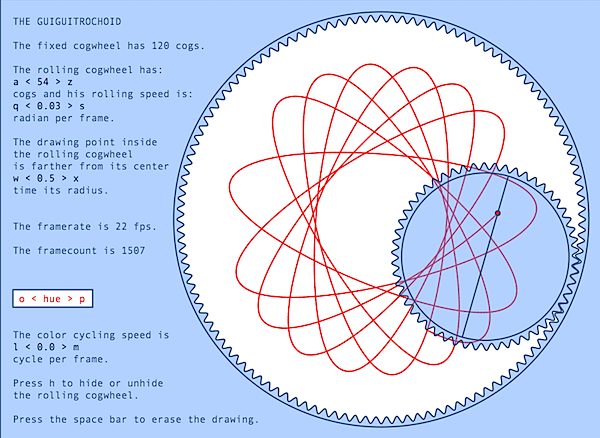 THE GUIGUITROCHOID
The fixed cogwheel has 120 cogs.
The rolling cogwheel has:
a < 54 > z
cogs and his rolling speed is:
q < 0.03 > s
radian per frame.
The drawing point inside
the rolling cogwheel
is farther from its center
w < 0.5 > x
time its radius.
The framerate is 22 fps.
The framecount is 1507
o < hue > p
The color cycling speed is
l < 0.0 > m
cycle per frame.
Press h to hide or unhide
the rolling cogwheel.
Press the space bar to erase the drawing.